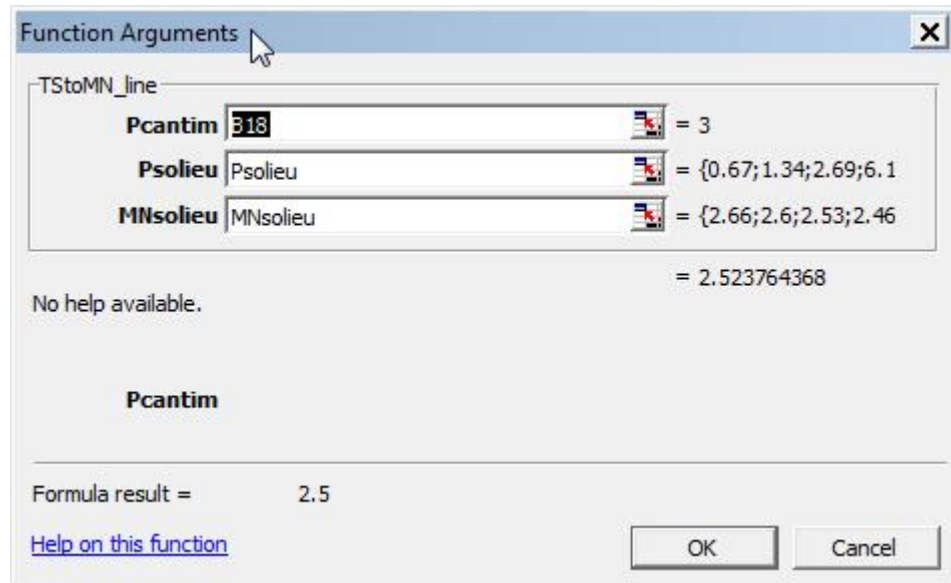 Function Arguments
TStoMN_line
Pcantim B18 = 3
Psolieu Psolieu = {0.67;1.34;2.69;6.1
MNsolieu MNsolieu = {2.66;2.6;2.53;2.46
= 2.523764368
No help available.
Pcantim
Formula result = 2.5
Help on this function OK Cancel